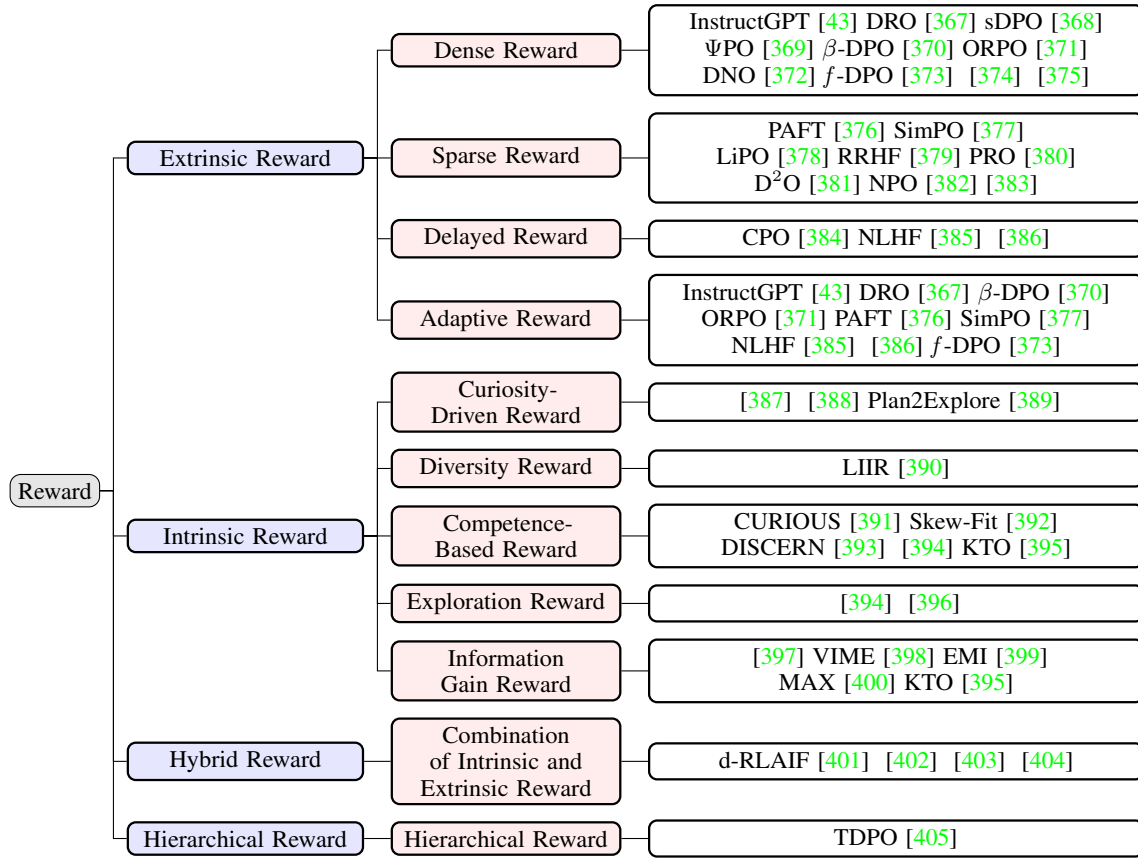 Reward
Extrinsic Reward
Dense Reward
InstructGPT [43] DRO [367] sDPO [368]
ΨPO [369] β-DPO [370] ORPO [371]
DNO [372] f-DPO [373] [374] [375]
Sparse Reward
PAFT [376] SimPO [377]
LiPO [378] RRHF [379] PRO [380]
D²O [381] NPO [382] [383]
Delayed Reward
CPO [384] NLHF [385] [386]
Adaptive Reward
InstructGPT [43] DRO [367] β-DPO [370]
ORPO [371] PAFT [376] SimPO [377]
NLHF [385] [386] f-DPO [373]
Intrinsic Reward
Curiosity-
Driven Reward
[387] [388] Plan2Explore [389]
Diversity Reward
LIIR [390]
Competence-
Based Reward
CURIOUS [391] Skew-Fit [392]
DISCERN [393] [394] KTO [395]
Exploration Reward
[394] [396]
Information
Gain Reward
[397] VIME [398] EMI [399]
MAX [400] KTO [395]
Hybrid Reward
Combination
of Intrinsic and
Extrinsic Reward
d-RLAIF [401] [402] [403] [404]
Hierarchical Reward
Hierarchical Reward
TDPO [405]